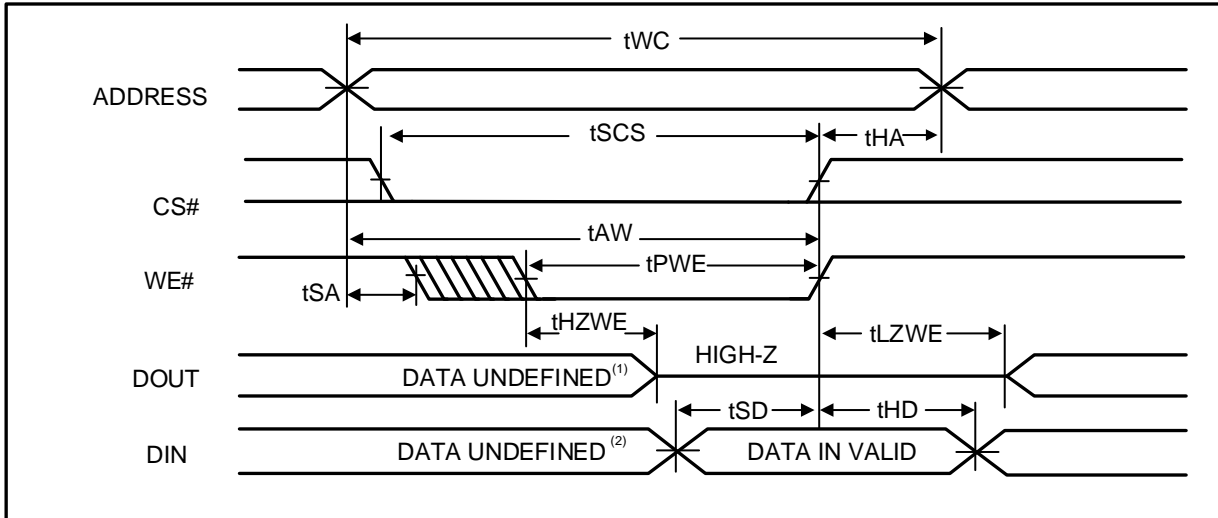 tWC
ADDRESS
tSCS
tHA
CS#
tAW
tPWE
WE#
tSA
tHZWE
tLZWE
HIGH-Z
DOUT
DATA UNDEFINED(1)
tSD
tHD
DIN
DATA UNDEFINED (2)
DATA IN VALID